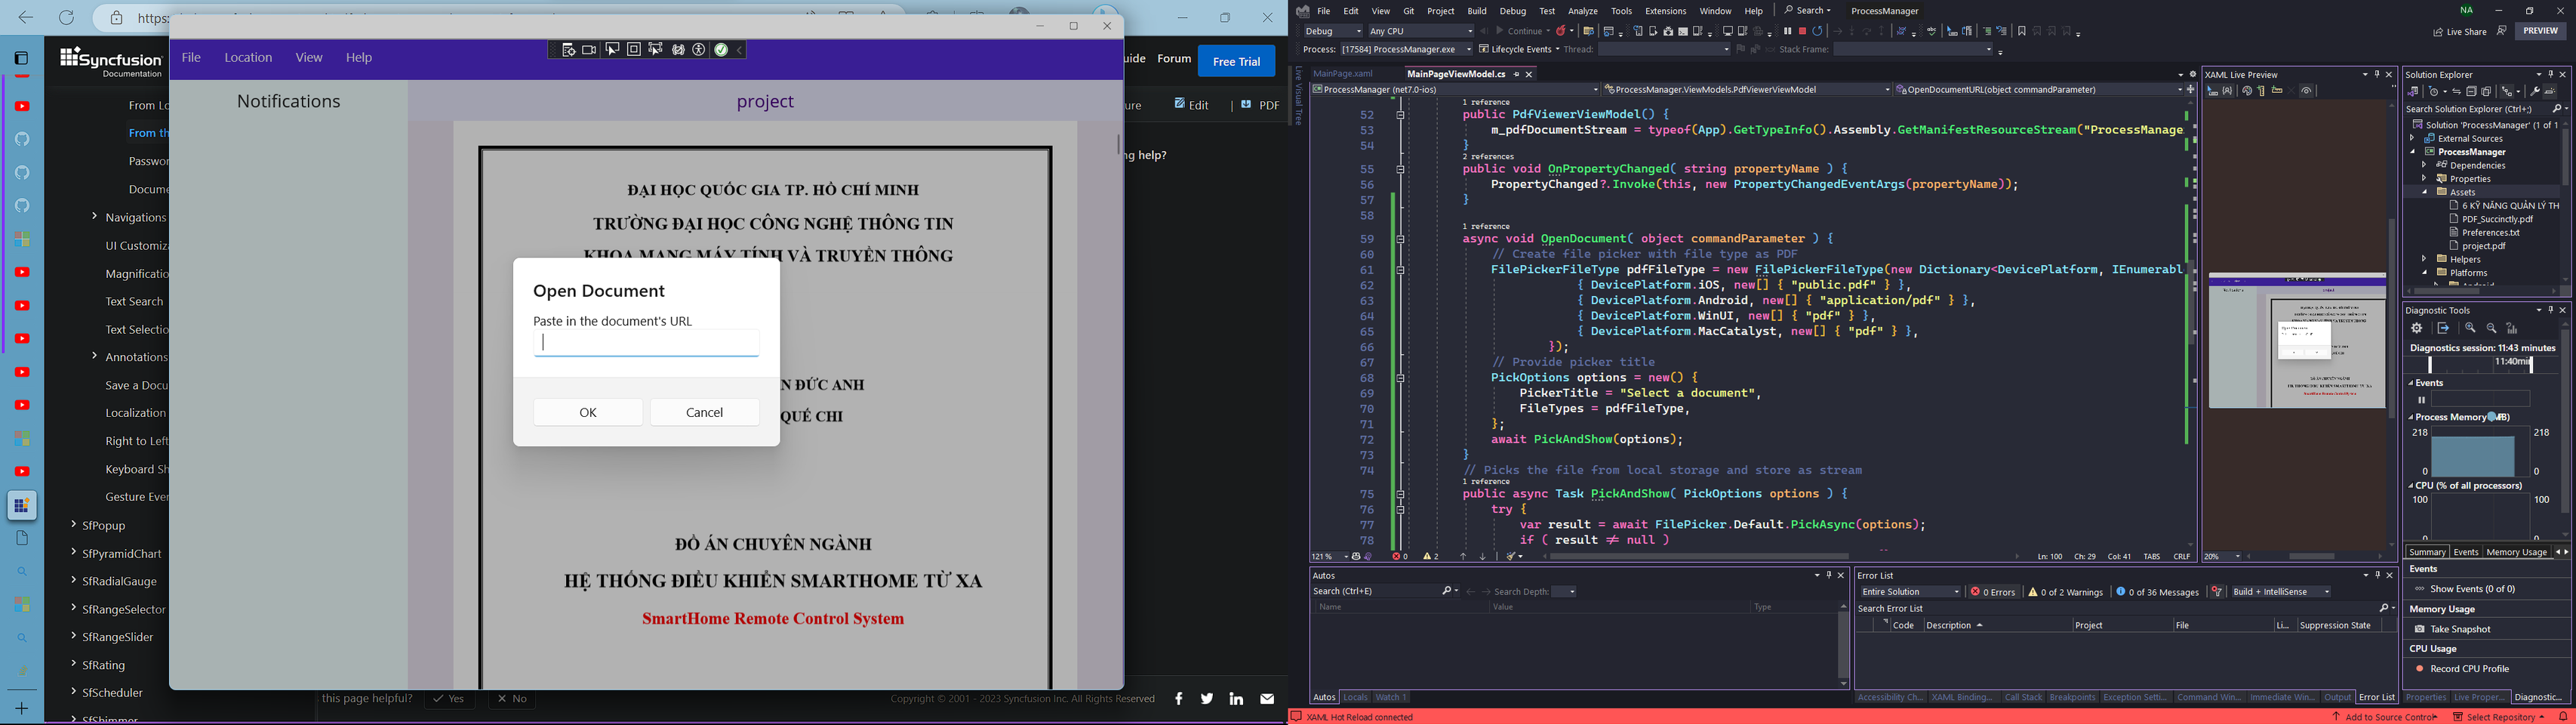 https:
Syncfusion
Documentation
uide Forum Free Trial
ure Edit | PDF
ng help?
From Lo
From th
Passwor
Docume
Navigations
UI Customiza
Magnificatio
Text Search
Text Selectio
Annotations
Save a Docu
Localization
Right to Left
Keyboard Sh
Gesture Ever
SfPopup
SfPyramidChart
SfRadialGauge
SfRangeSelector
SfRangeSlider
SfRating
SfScheduler
SfShimmer
this page helpful? Yes No
Copyright © 2001 - 2023 Syncfusion Inc. All Rights Reserved
File Location View Help
Notifications
project
ĐẠI HỌC QUỐC GIA TP. HỒ CHÍ MINH
TRƯỜNG ĐẠI HỌC CÔNG NGHỆ THÔNG TIN
KHOA MẠNG MÁY TÍNH VÀ TRUYỀN THÔNG
Open Document
Paste in the document's URL
OK Cancel
N ĐỨC ANH
QUẾ CHI
ĐỒ ÁN CHUYÊN NGÀNH
HỆ THỐNG ĐIỀU KHIỂN SMARTHOME TỪ XA
SmartHome Remote Control System
File Edit View Git Project Build Debug Test Analyze Tools Extensions Window Help Search ProcessManager NA
Debug Any CPU Continue
Live Share PREVIEW
Process: [17584] ProcessManager.exe Lifecycle Events Thread: Stack Frame:
Live Visual Tree
MainPage.xaml MainPageViewModel.cs
ProcessManager (net7.0-ios) ProcessManager.ViewModels.PdfViewerViewModel OpenDocumentURL(object commandParameter)
1 reference
52 public PdfViewerViewModel() {
53 m_pdfDocumentStream = typeof(App).GetTypeInfo().Assembly.GetManifestResourceStream("ProcessManage
54 }
2 references
55 public void OnPropertyChanged( string propertyName ) {
56 PropertyChanged?.Invoke(this, new PropertyChangedEventArgs(propertyName));
57 }
58
1 reference
59 async void OpenDocument( object commandParameter ) {
60 // Create file picker with file type as PDF
61 FilePickerFileType pdfFileType = new FilePickerFileType(new Dictionary<DevicePlatform, IEnumerabl
62 { DevicePlatform.iOS, new[] { "public.pdf" } },
63 { DevicePlatform.Android, new[] { "application/pdf" } },
64 { DevicePlatform.WinUI, new[] { "pdf" } },
65 { DevicePlatform.MacCatalyst, new[] { "pdf" } },
66 });
67 // Provide picker title
68 PickOptions options = new() {
69 PickerTitle = "Select a document",
70 FileTypes = pdfFileType,
71 };
72 await PickAndShow(options);
73 }
74 // Picks the file from local storage and store as stream
1 reference
75 public async Task PickAndShow( PickOptions options ) {
76 try {
77 var result = await FilePicker.Default.PickAsync(options);
78 if ( result ≠ null )
121 % 0 2 Ln: 100 Ch: 29 Col: 41 TABS CRLF
XAML Live Preview
20%
Solution Explorer
Search Solution Explorer (Ctrl+;)
Solution 'ProcessManager' (1 of 1
External Sources
ProcessManager
Dependencies
Properties
Assets
6 KỸ NĂNG QUẢN LÝ TH
PDF_Succinctly.pdf
Preferences.txt
project.pdf
Helpers
Platforms
Android
Diagnostic Tools
Diagnostics session: 11:43 minutes
11:40min
Events
Process Memory (MB)
218 218
0 0
CPU (% of all processors)
100 100
0 0
Summary Events Memory Usage
Events
Show Events (0 of 0)
Memory Usage
Take Snapshot
CPU Usage
Record CPU Profile
Properties Live Proper... Diagnostic...
Autos
Search (Ctrl+E) Search Depth:
Name Value Type
Autos Locals Watch 1
Error List
Entire Solution 0 Errors 0 of 2 Warnings 0 of 36 Messages Build + IntelliSense
Search Error List
Code Description Project File Li... Suppression State
Accessibility Ch... XAML Binding... Call Stack Breakpoints Exception Setti... Command Win... Immediate Win... Output Error List
XAML Hot Reload connected Add to Source Control Select Repository